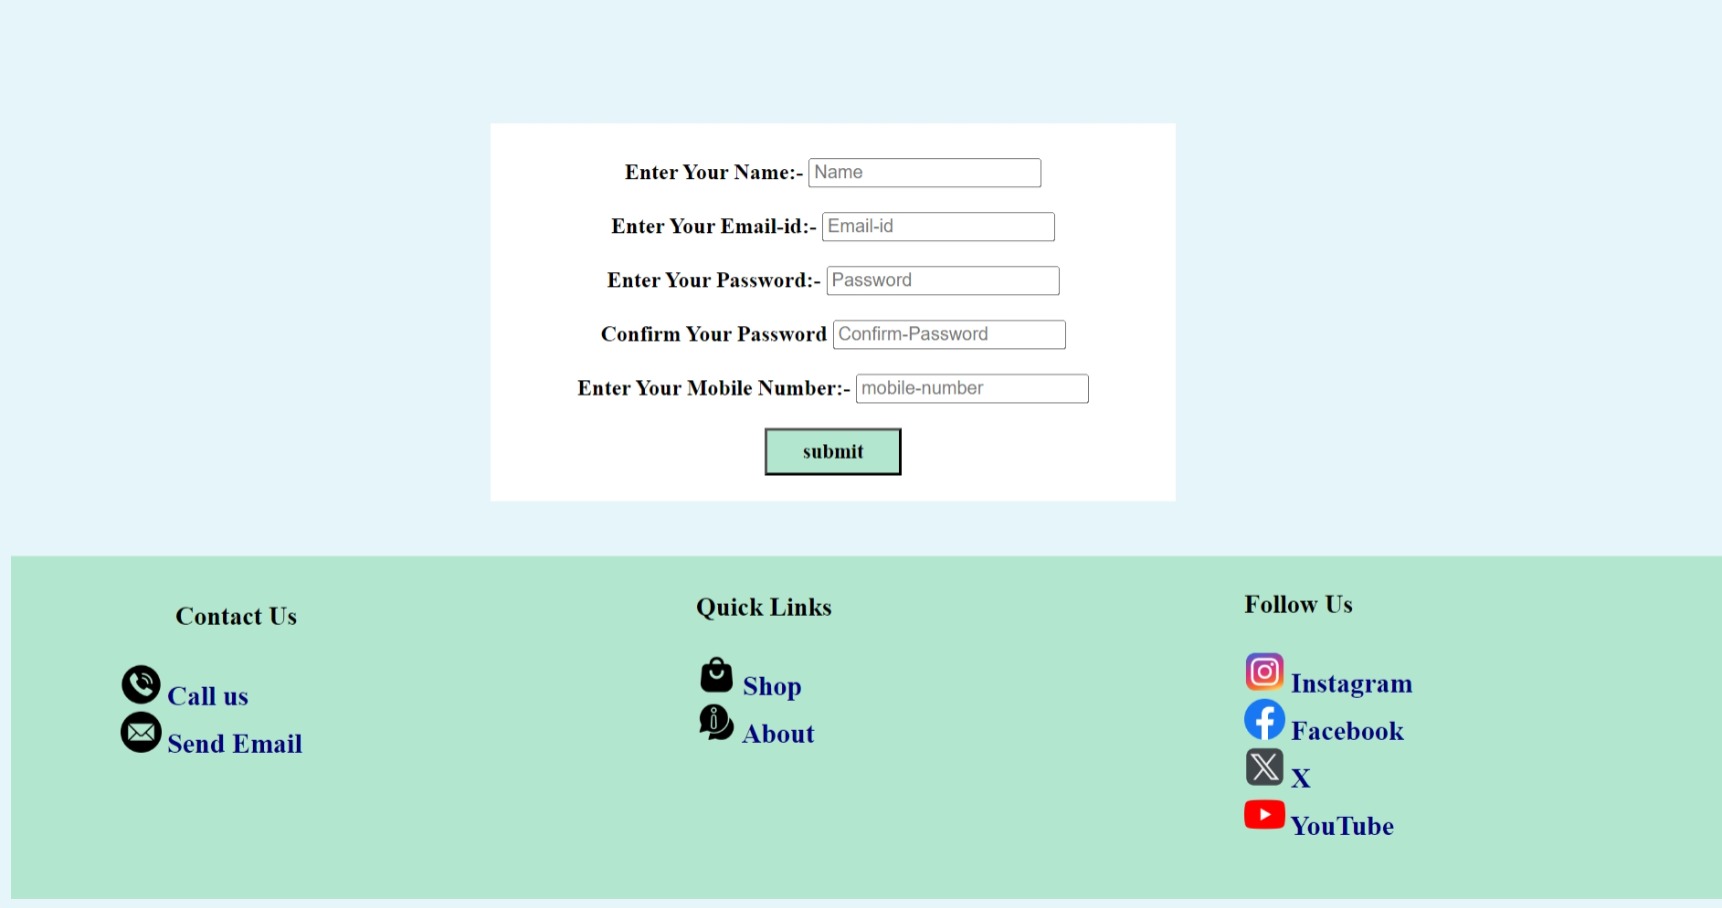 Enter Your Name:- Name
Enter Your Email-id:- Email-id
Enter Your Password:- Password
Confirm Your Password Confirm-Password
Enter Your Mobile Number:- mobile-number
submit
Contact Us
Call us
Send Email
Quick Links
Shop
About
Follow Us
Instagram
Facebook
X
YouTube